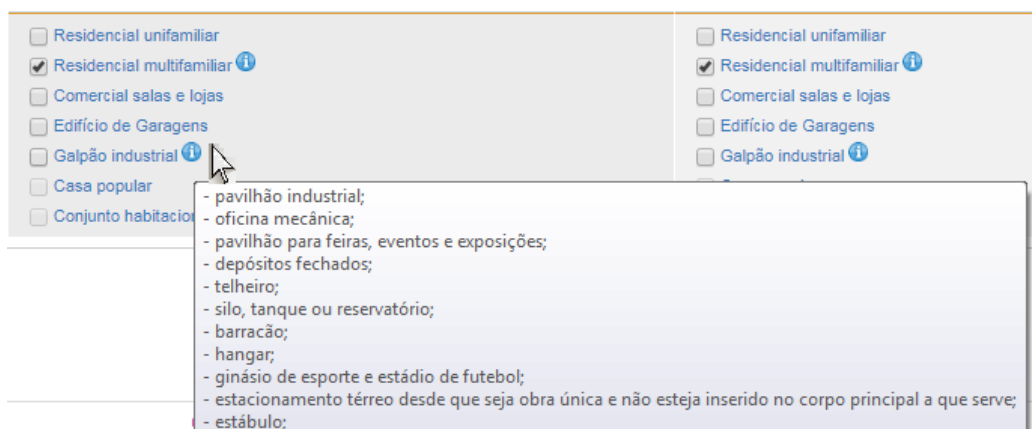 Residencial unifamiliar
Residencial multifamiliar
Comercial salas e lojas
Edifício de Garagens
Galpão industrial
Casa popular
Conjunto habitacion
- pavilhão industrial;
- oficina mecânica;
- pavilhão para feiras, eventos e exposições;
- depósitos fechados;
- telheiro;
- silo, tanque ou reservatório;
- barracão;
- hangar;
- ginásio de esporte e estádio de futebol;
- estacionamento térreo desde que seja obra única e não esteja inserido no corpo principal a que serve;
- estábulo;
Residencial unifamiliar
Residencial multifamiliar
Comercial salas e lojas
Edifício de Garagens
Galpão industrial